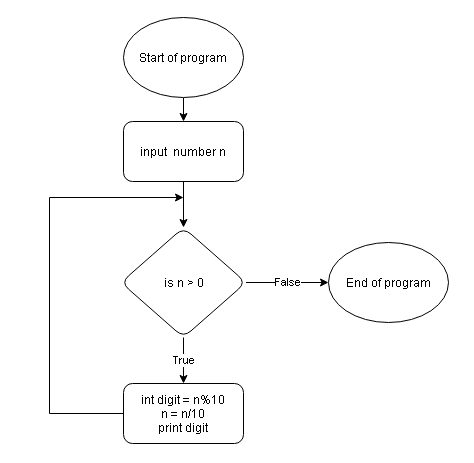 Start of program
input number n
is n > 0
False
End of program
True
int digit = n%10
n = n/10
print digit